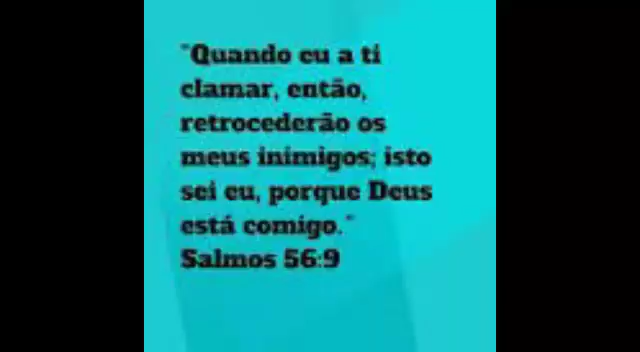 "Quando eu a ti
clamar, então,
retrocederão os
meus inimigos; isto
sei eu, porque Deus
está comigo."
Salmos 56:9